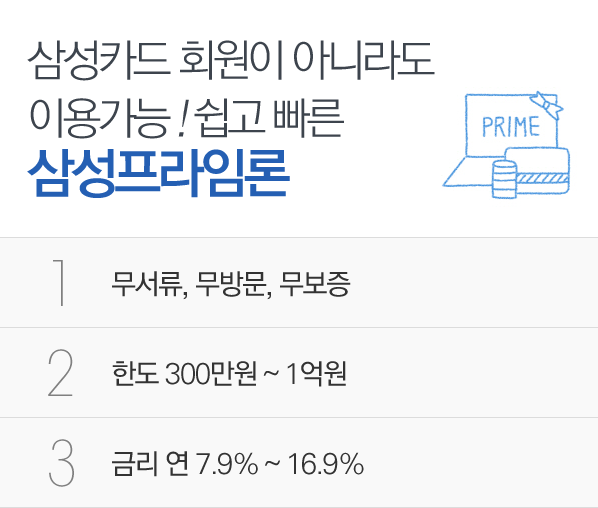 삼성카드 회원이 아니라도
이용가능! 쉽고 빠른
삼성프라임론
PRIME
1 무서류, 무방문, 무보증
2 한도 300만원 ~ 1억원
3 금리 연 7.9% ~ 16.9%